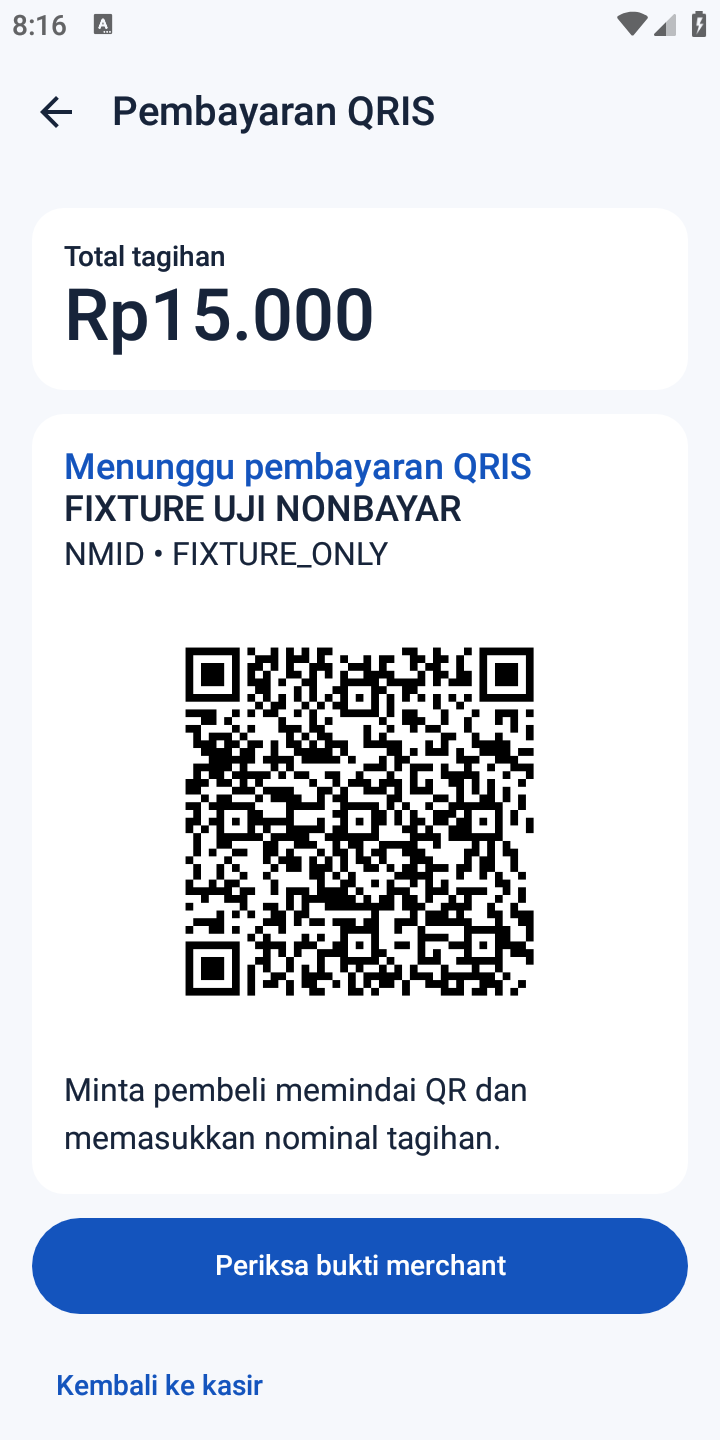 8:16
A
Pembayaran QRIS
Total tagihan
Rp15.000
Menunggu pembayaran QRIS
FIXTURE UJI NONBAYAR
NMID • FIXTURE_ONLY
Minta pembeli memindai QR dan
memasukkan nominal tagihan.
Periksa bukti merchant
Kembali ke kasir